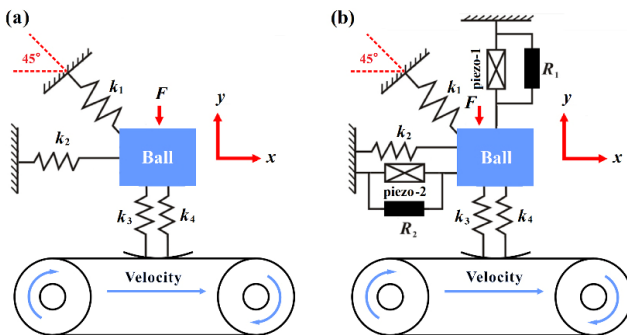 (a)
45°
k1
F
y
k2
Ball
x
k3
k4
Velocity
(b)
45°
k1
F
piezo-1
R1
y
k2
Ball
x
piezo-2
k3
k4
R2
Velocity